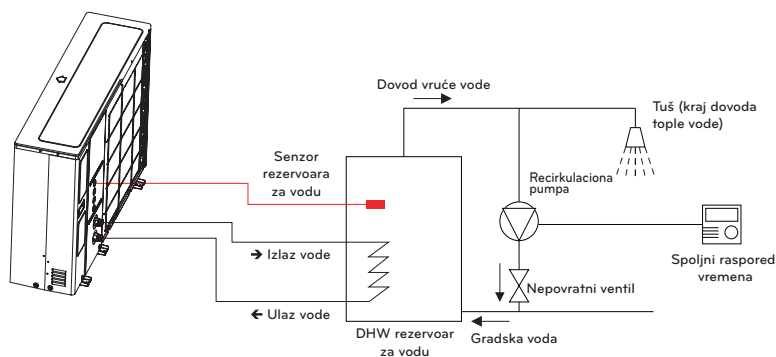 Dovod vruće vode
Tuš (kraj dovoda
tople vode)
Senzor
rezervoara
za vodu
Recirkulaciona
pumpa
→ Izlaz vode
Spoljni raspored
vremena
Nepovratni ventil
← Ulaz vode
DHW rezervoar
za vodu
Gradska voda